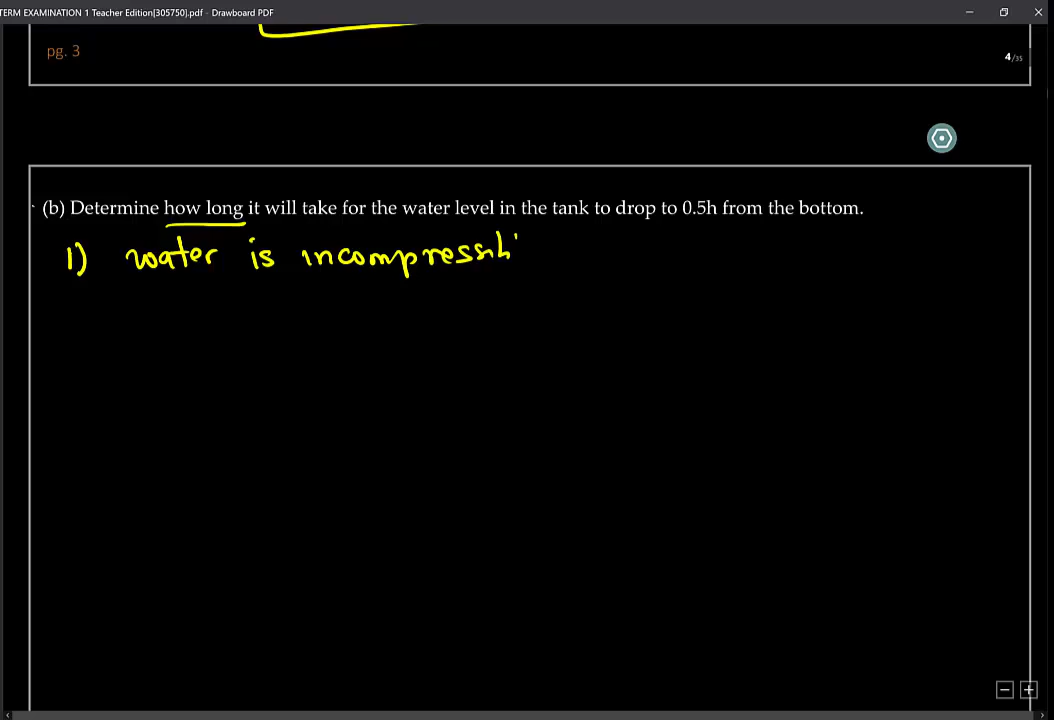 TERM EXAMINATION 1 Teacher Edition[305750].pdf - Drawboard PDF
pg. 3
4/35
(b) Determine how long it will take for the water level in the tank to drop to 0.5h from the bottom.
1) water is